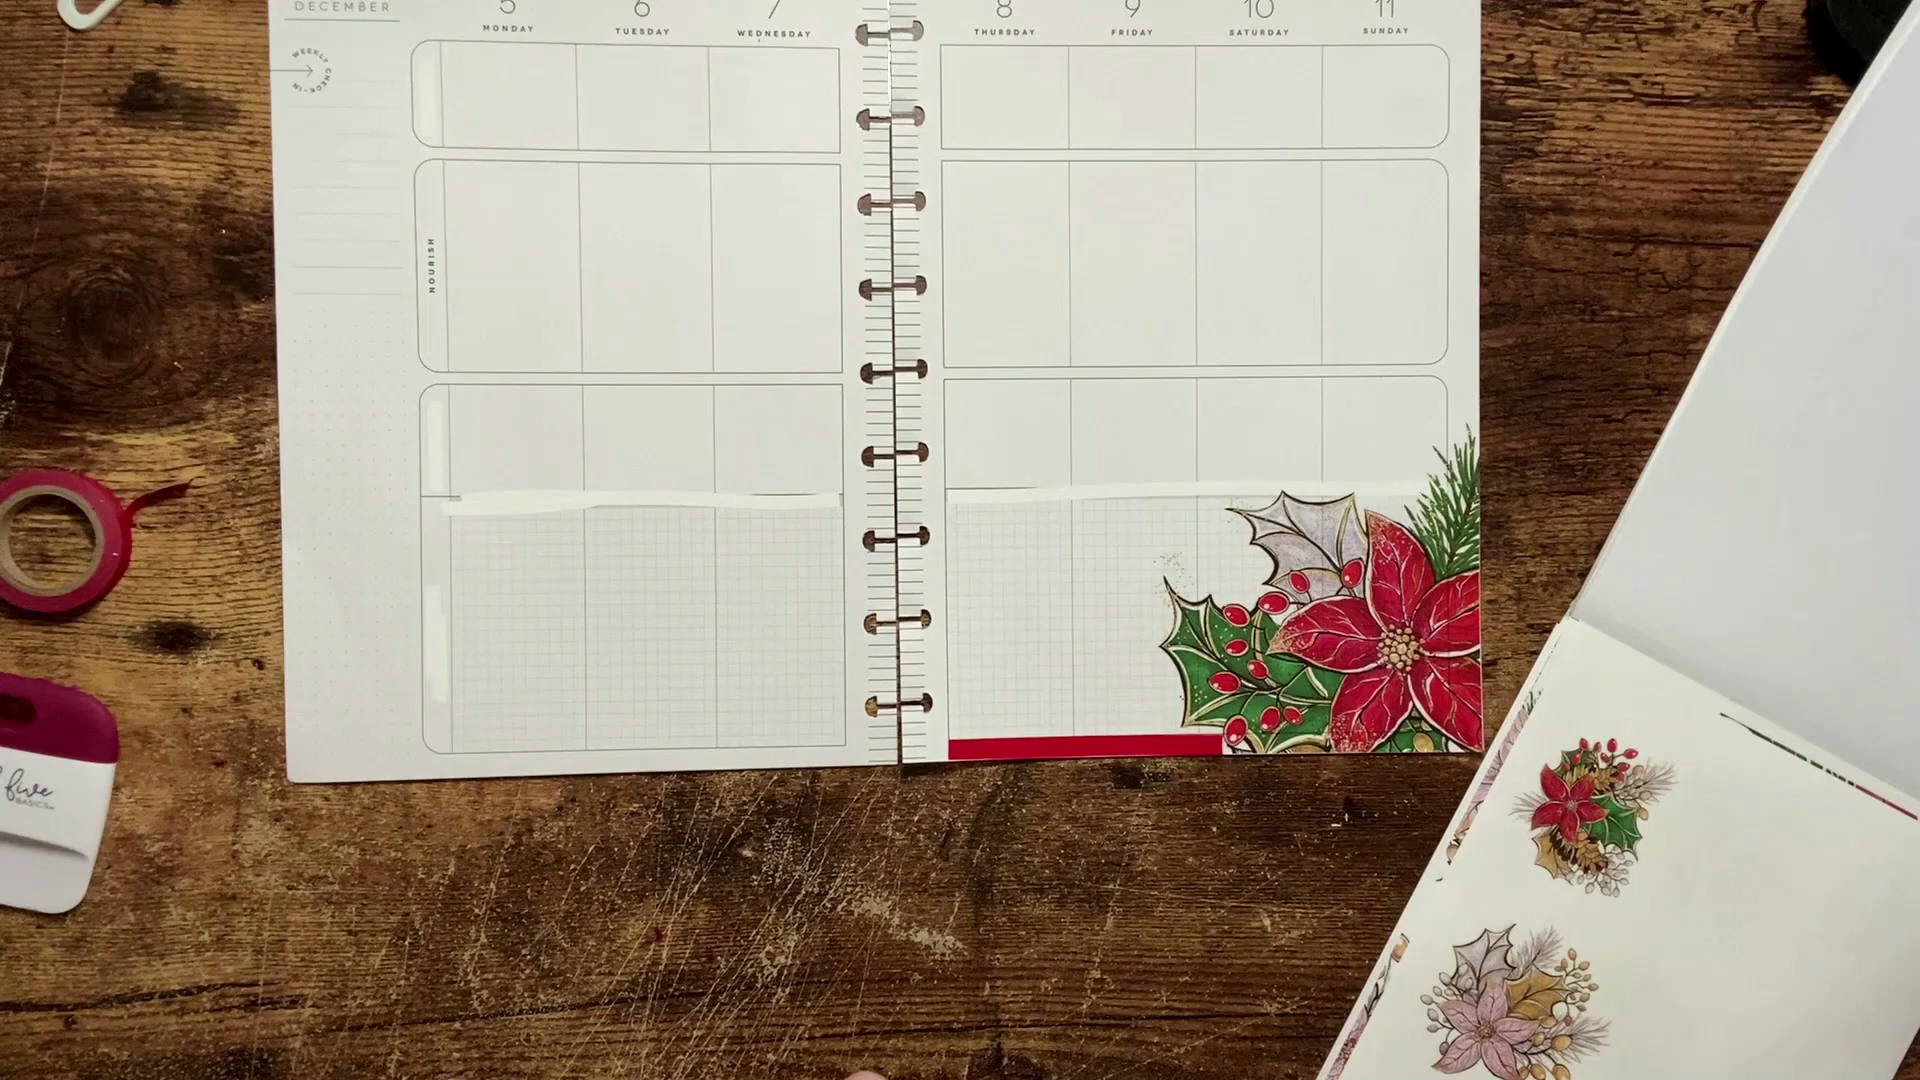 DECEMBER
5 6 7 8 9 10 11
MONDAY TUESDAY WEDNESDAY THURSDAY FRIDAY SATURDAY SUNDAY
WEEKLY CHECK-IN
NOURISH
five
BASICS